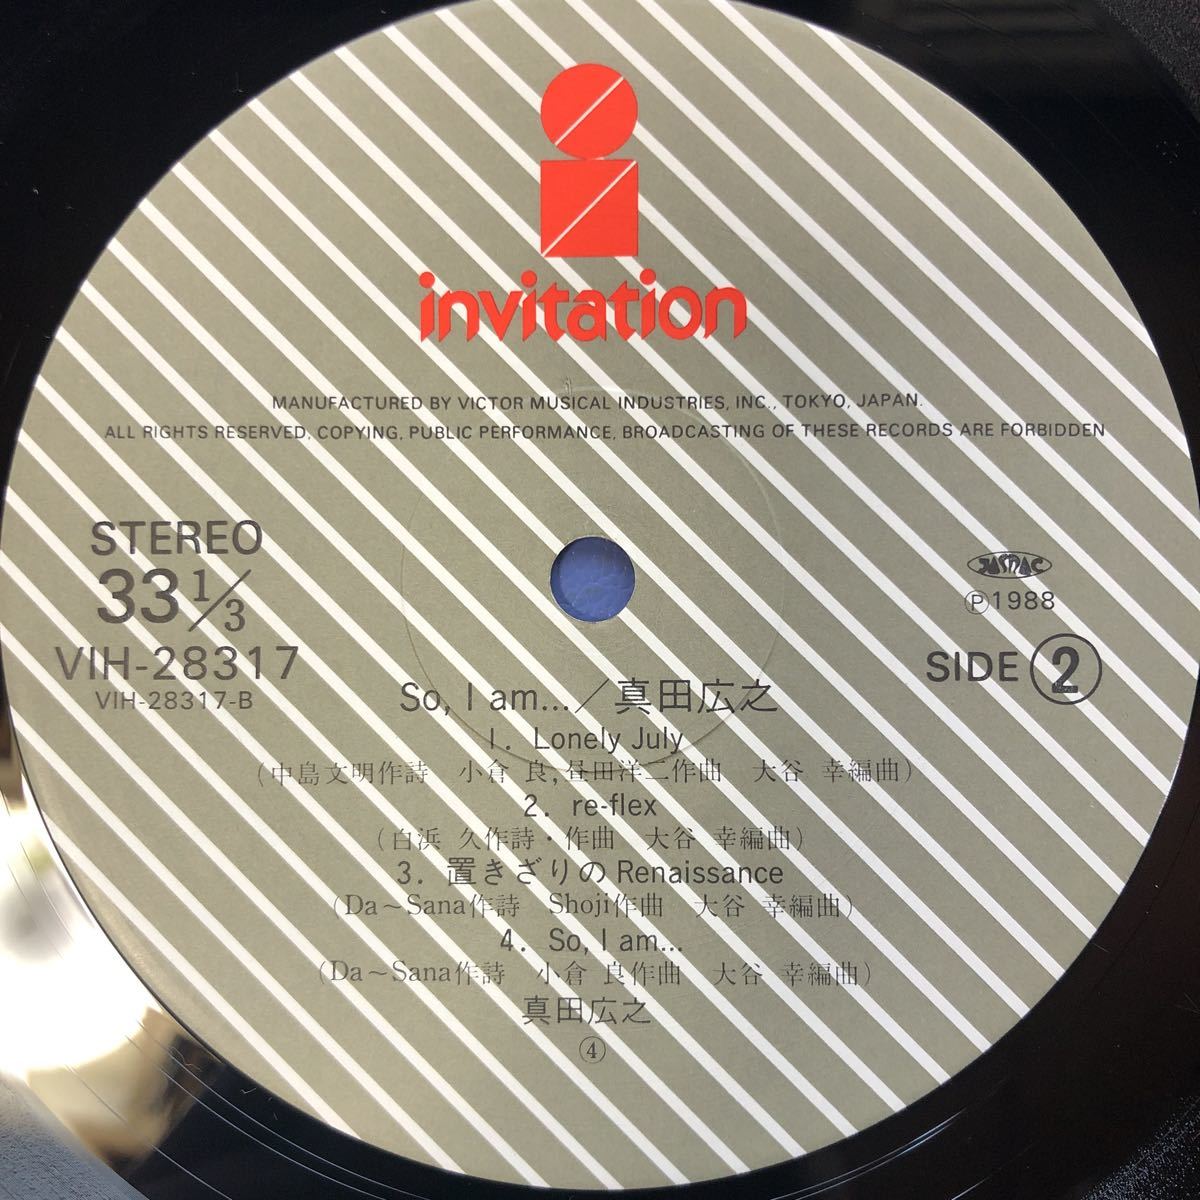 invitation
MANUFACTURED BY VICTOR MUSICAL INDUSTRIES, INC., TOKYO, JAPAN.
ALL RIGHTS RESERVED, COPYING, PUBLIC PERFORMANCE, BROADCASTING OF THESE RECORDS ARE FORBIDDEN
STEREO
33 1/3
VIH-28317
VIH-28317-B
JASRAC
Ⓟ1988
SIDE ②
So, I am…／真田広之
1. Lonely July
(中島文明作詩 小倉 良, 昼田洋二作曲 大谷 幸編曲)
2. re-flex
(白浜 久作詩・作曲 大谷 幸編曲)
3. 置きざりのRenaissance
(Da～Sana作詩 Shoji作曲 大谷 幸編曲)
4. So, I am…
(Da～Sana作詩 小倉 良作曲 大谷 幸編曲)
真田広之
④